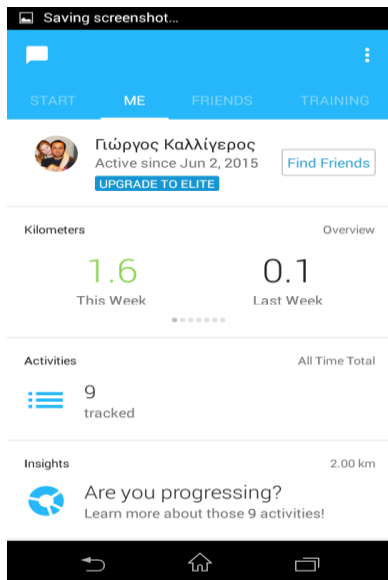 Saving screenshot...
START ME FRIENDS TRAINING
Γιώργος Καλλίγερος
Active since Jun 2, 2015
Find Friends
UPGRADE TO ELITE
Kilometers Overview
1.6 0.1
This Week Last Week
Activities All Time Total
9
tracked
Insights 2.00 km
Are you progressing?
Learn more about those 9 activities!